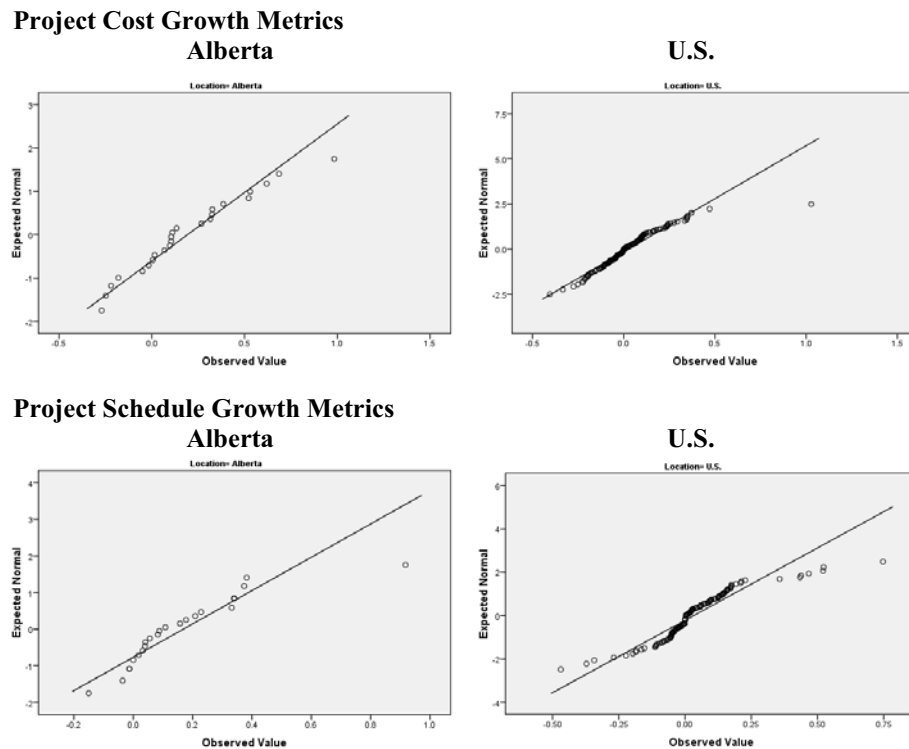 Project Cost Growth Metrics
Alberta U.S.
Location= Alberta
Expected Normal
3
2
1
0
-1
-2
-0.5 0.0 0.5 1.0 1.5
Observed Value
Location= U.S.
Expected Normal
7.5
5.0
2.5
0.0
-2.5
-0.5 0.0 0.5 1.0 1.5
Observed Value
Project Schedule Growth Metrics
Alberta U.S.
Location= Alberta
Expected Normal
4
3
2
1
0
-1
-2
-0.2 0.0 0.2 0.4 0.6 0.8 1.0
Observed Value
Location= U.S.
Expected Normal
6
4
2
0
-2
-4
-0.50 -0.25 0.00 0.25 0.50 0.75
Observed Value